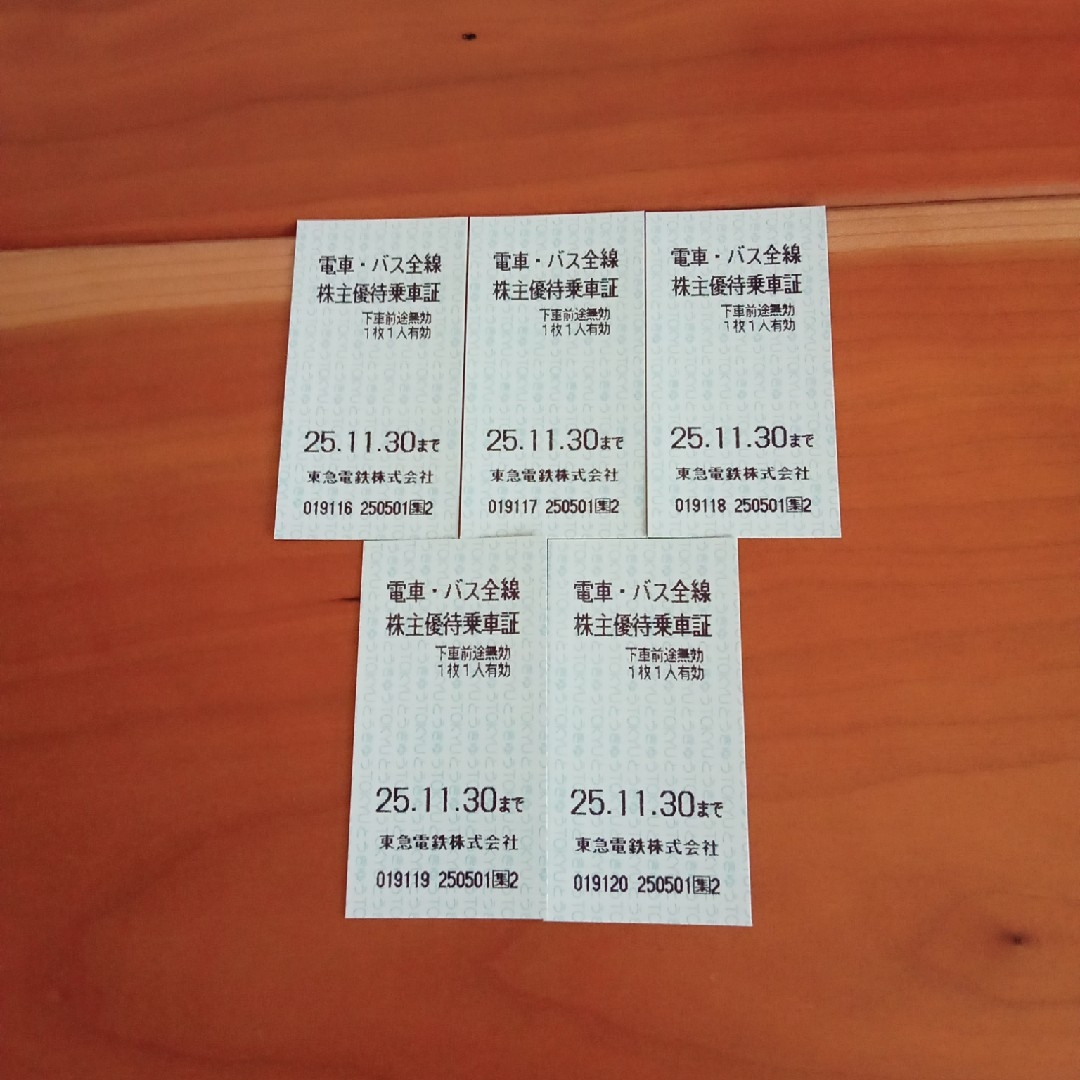 電車・バス全線
株主優待乗車証
下車前途無効
1枚1人有効
25.11.30まで
東急電鉄株式会社
019116 250501集2
電車・バス全線
株主優待乗車証
下車前途無効
1枚1人有効
25.11.30まで
東急電鉄株式会社
019117 250501集2
電車・バス全線
株主優待乗車証
下車前途無効
1枚1人有効
25.11.30まで
東急電鉄株式会社
019118 250501集2
電車・バス全線
株主優待乗車証
下車前途無効
1枚1人有効
25.11.30まで
東急電鉄株式会社
019119 250501集2
電車・バス全線
株主優待乗車証
下車前途無効
1枚1人有効
25.11.30まで
東急電鉄株式会社
019120 250501集2